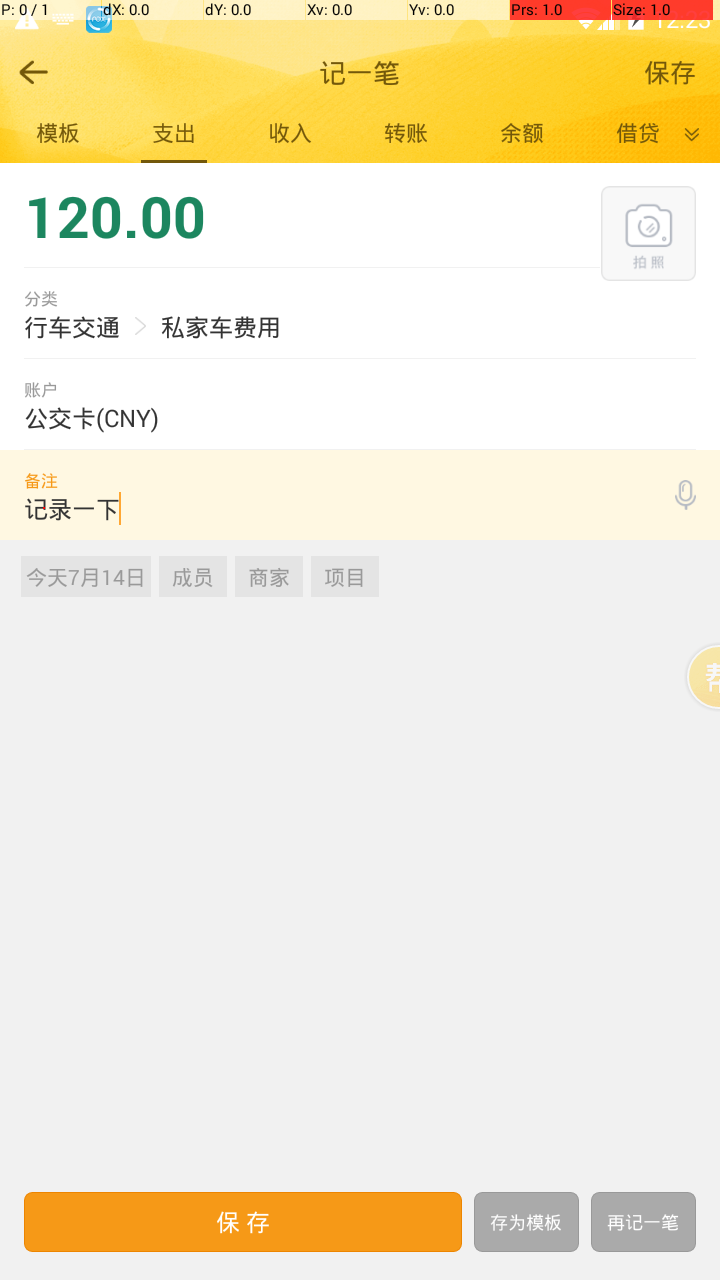 P: 0 / 1 dX: 0.0 dY: 0.0 Xv: 0.0 Yv: 0.0 Prs: 1.0 Size: 1.0
记一笔 保存
模板 支出 收入 转账 余额 借贷
120.00
拍照
分类
行车交通 私家车费用
账户
公交卡(CNY)
备注
记录一下
今天7月14日 成员 商家 项目
保存 存为模板 再记一笔